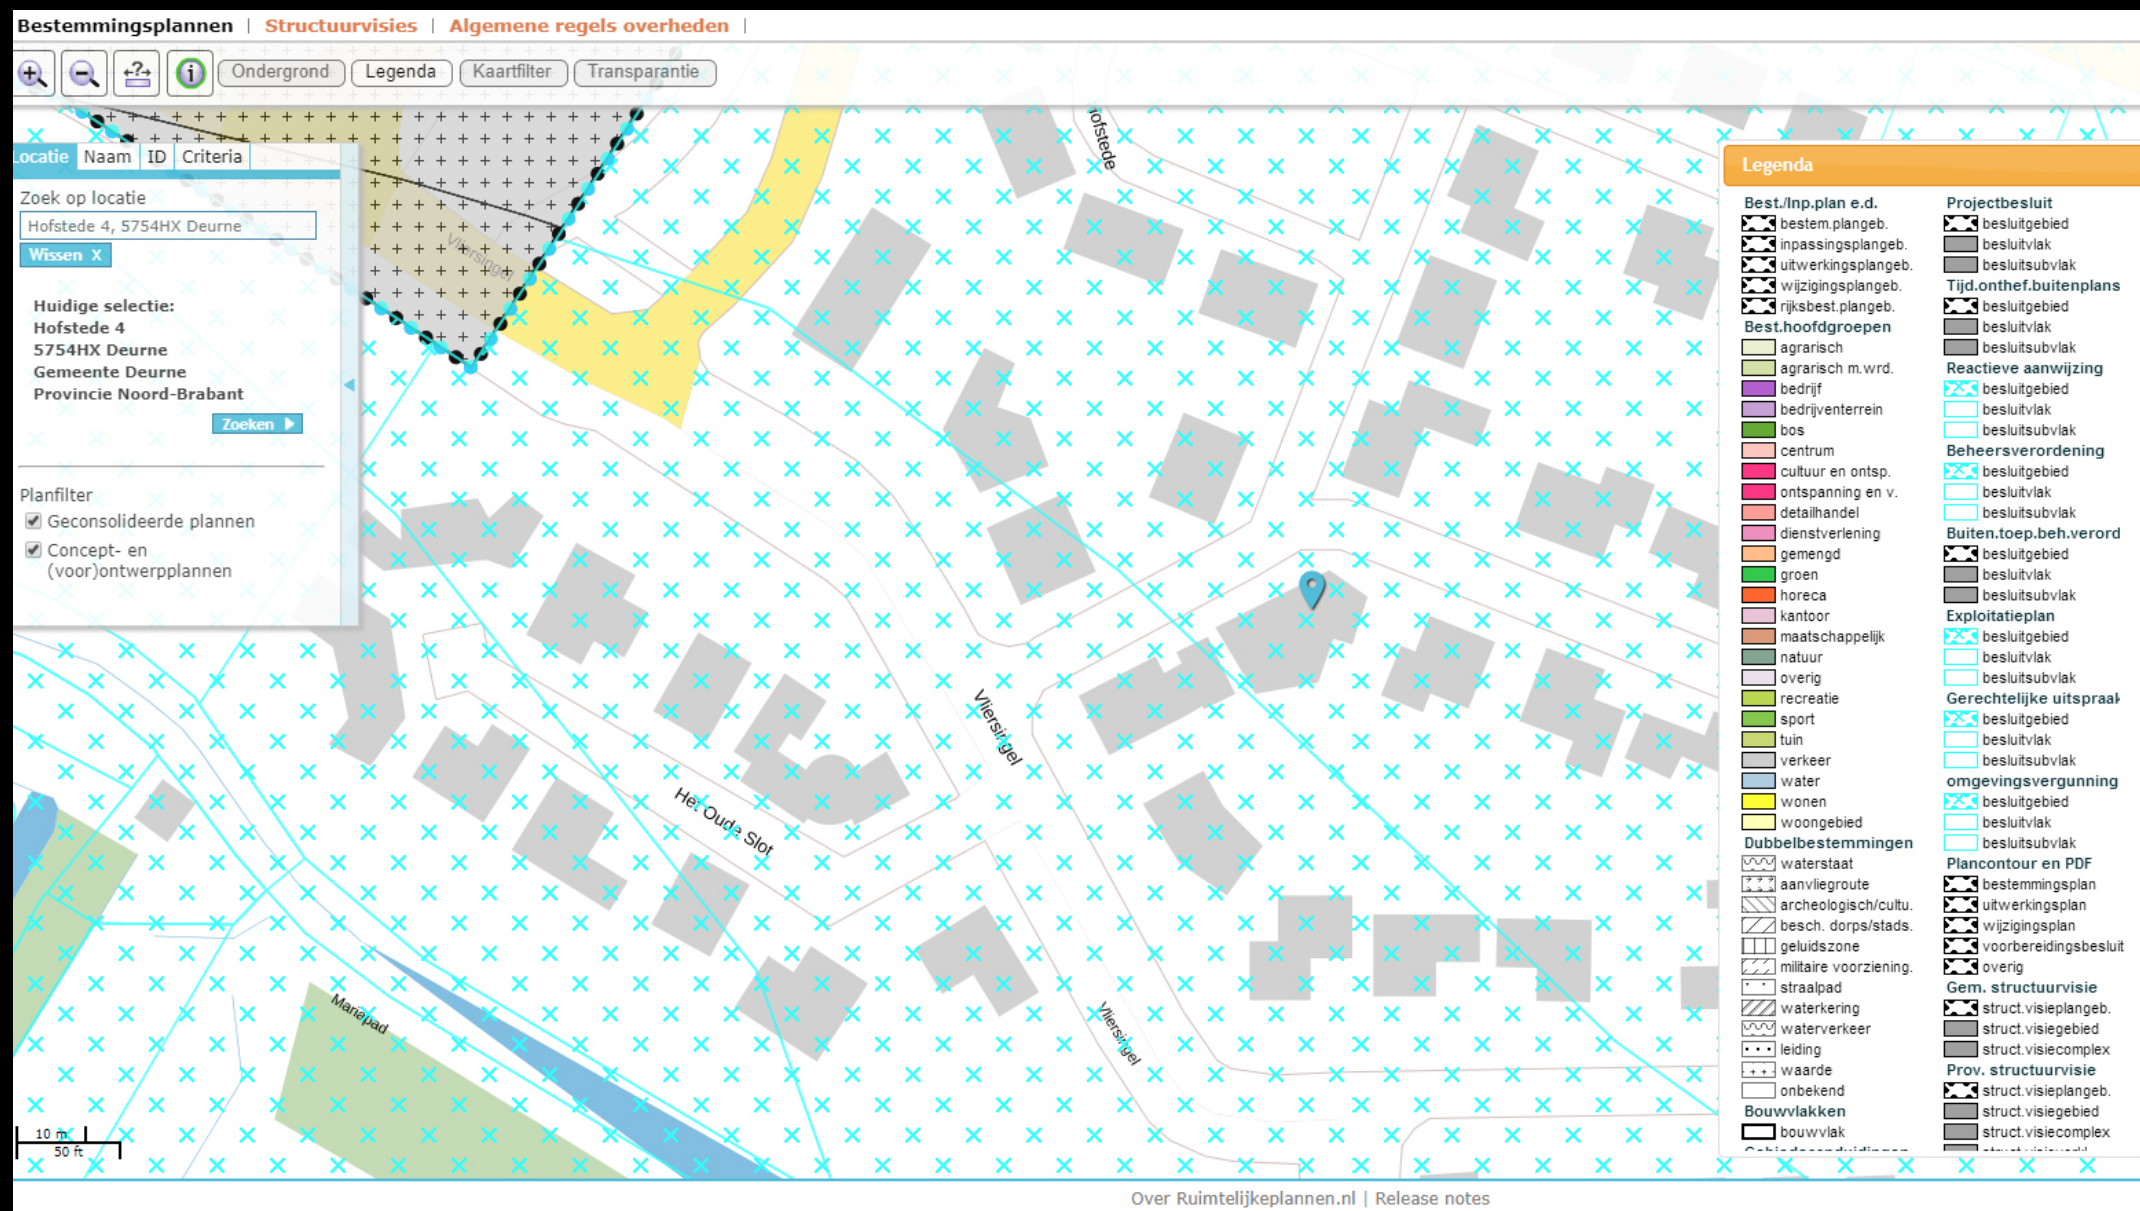 Bestemmingsplannen | Structuurvisies | Algemene regels overheden |
Ondergrond Legenda Kaartfilter Transparantie
Locatie Naam ID Criteria
Zoek op locatie
Hofstede 4, 5754HX Deurne
Wissen X
Huidige selectie:
Hofstede 4
5754HX Deurne
Gemeente Deurne
Provincie Noord-Brabant
Zoeken
Planfilter
Geconsolideerde plannen
Concept- en
(voor)ontwerpplannen
Hofstede
Vliersingel
Vliersingel
Het Oude Slot
Vliersingel
Mariapad
10 m
50 ft
Legenda
Best./Inp.plan e.d.
bestem.plangeb.
inpassingsplangeb.
uitwerkingsplangeb.
wijzigingsplangeb.
rijksbest.plangeb.
Best.hoofdgroepen
agrarisch
agrarisch m.wrd.
bedrijf
bedrijventerrein
bos
centrum
cultuur en ontsp.
ontspanning en v.
detailhandel
dienstverlening
gemengd
groen
horeca
kantoor
maatschappelijk
natuur
overig
recreatie
sport
tuin
verkeer
water
wonen
woongebied
Dubbelbestemmingen
waterstaat
aanvliegroute
archeologisch/cultu.
besch. dorps/stads.
geluidszone
militaire voorziening.
straalpad
waterkering
waterverkeer
leiding
waarde
onbekend
Bouwvlakken
bouwvlak
Projectbesluit
besluitgebied
besluitvlak
besluitsubvlak
Tijd.onthef.buitenplans
besluitgebied
besluitvlak
besluitsubvlak
Reactieve aanwijzing
besluitgebied
besluitvlak
besluitsubvlak
Beheersverordening
besluitgebied
besluitvlak
besluitsubvlak
Buiten.toep.beh.verord
besluitgebied
besluitvlak
besluitsubvlak
Exploitatieplan
besluitgebied
besluitvlak
besluitsubvlak
Gerechtelijke uitspraak
besluitgebied
besluitvlak
besluitsubvlak
omgevingsvergunning
besluitgebied
besluitvlak
besluitsubvlak
Plancontour en PDF
bestemmingsplan
uitwerkingsplan
wijzigingsplan
voorbereidingsbesluit
overig
Gem. structuurvisie
struct.visieplangeb.
struct.visiegebied
struct.visiecomplex
Prov. structuurvisie
struct.visieplangeb.
struct.visiegebied
struct.visiecomplex
Over Ruimtelijkeplannen.nl | Release notes